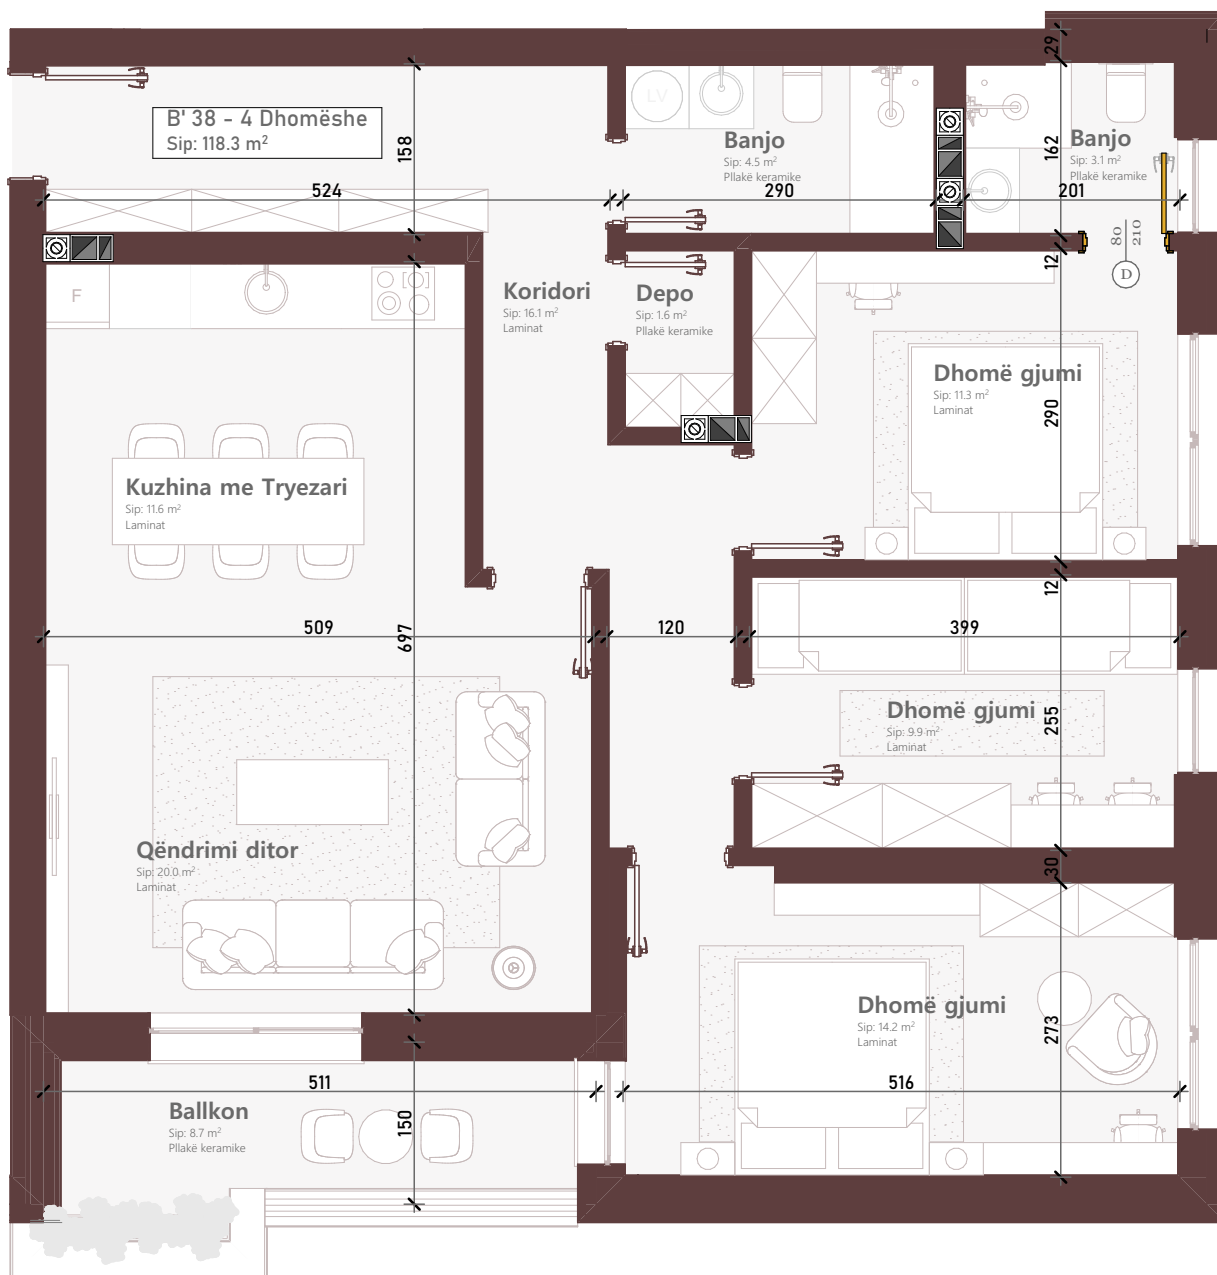 29
B' 38 - 4 Dhomëshe
Sip: 118.3 m²
158
524
LV
Banjo
Sip: 4.5 m²
Pllakë keramike
290
162
Banjo
Sip: 3.1 m²
Pllakë keramike
201
80
210
D
12
F
Koridori
Sip: 16.1 m²
Laminat
Depo
Sip: 1.6 m²
Pllakë keramike
Dhomë gjumi
Sip: 11.3 m²
Laminat
290
Kuzhina me Tryezari
Sip: 11.6 m²
Laminat
12
509
697
120
399
Dhomë gjumi
Sip: 9.9 m²
Laminat
255
Qëndrimi ditor
Sip: 20.0 m²
Laminat
30
Dhomë gjumi
Sip: 14.2 m²
Laminat
273
511
516
Ballkon
Sip: 8.7 m²
Pllakë keramike
150